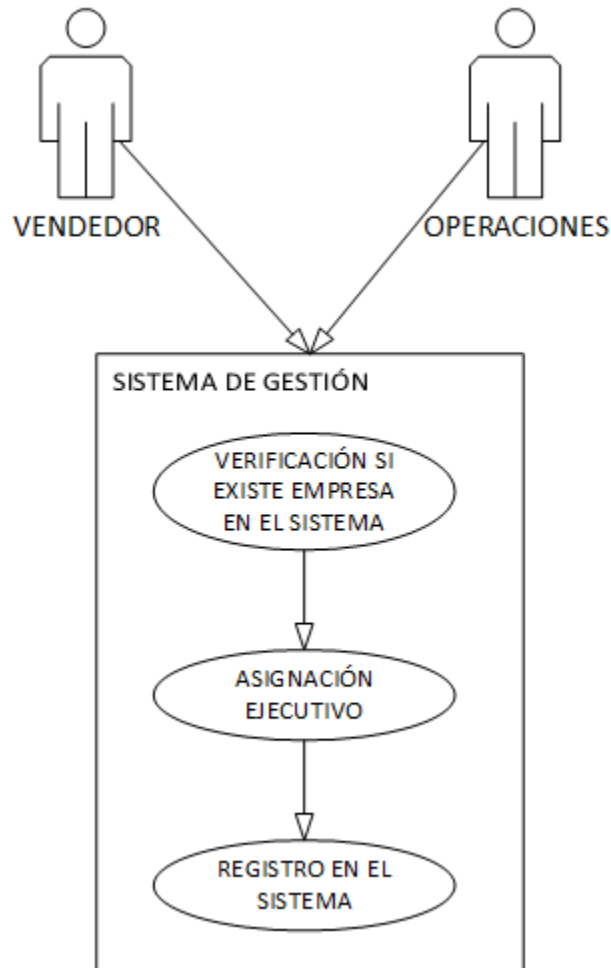 VENDEDOR
OPERACIONES
SISTEMA DE GESTIÓN
VERIFICACIÓN SI
EXISTE EMPRESA
EN EL SISTEMA
ASIGNACIÓN
EJECUTIVO
REGISTRO EN EL
SISTEMA